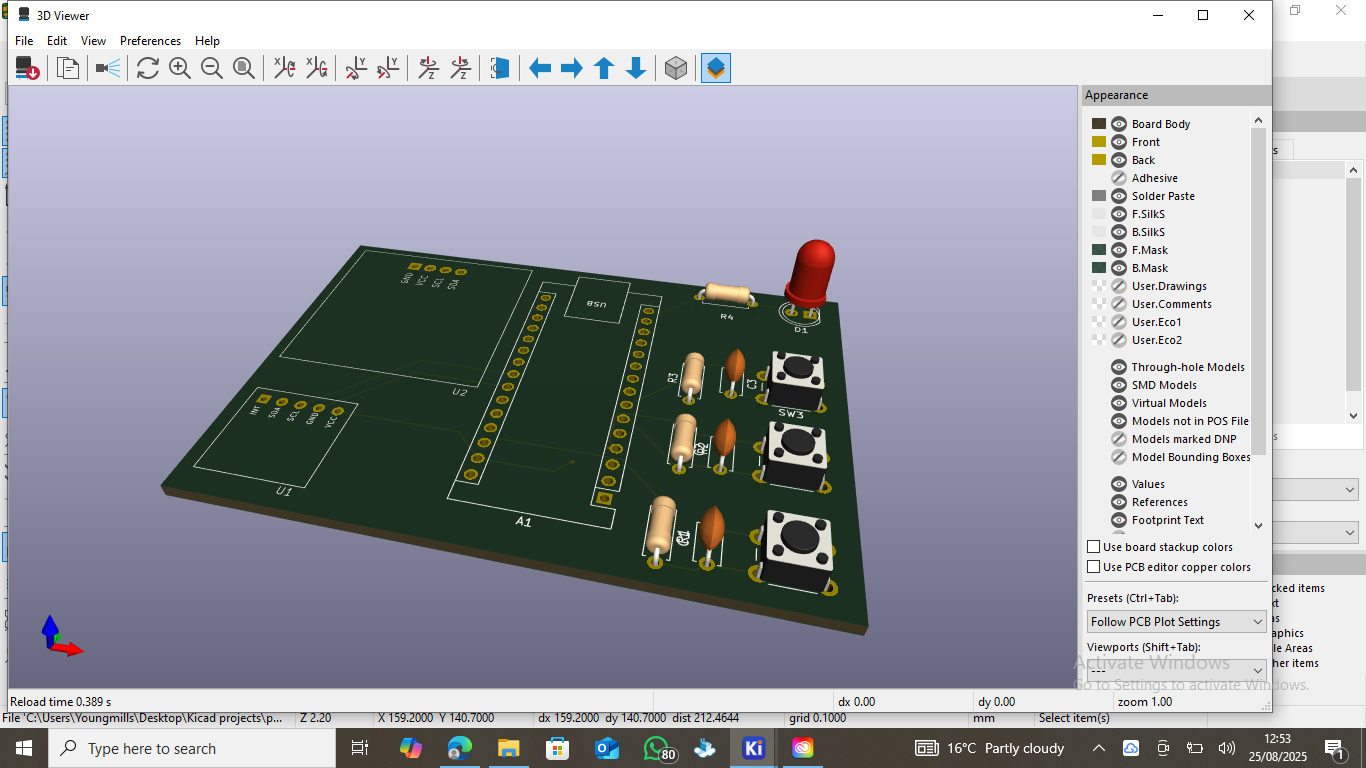 3D Viewer
File Edit View Preferences Help
Appearance
Board Body
Front
Back
Adhesive
Solder Paste
F.SilkS
B.SilkS
F.Mask
B.Mask
User.Drawings
User.Comments
User.Eco1
User.Eco2
Through-hole Models
SMD Models
Virtual Models
Models not in POS File
Models marked DNP
Model Bounding Boxes
Values
References
Footprint Text
Use board stackup colors
Use PCB editor copper colors
Presets (Ctrl+Tab):
Follow PCB Plot Settings
Viewports (Shift+Tab):
---
GND
VCC
SCL
SDA
USB
U2
INT
SDA
SCL
GND
VCC
U1
A1
R4
D1
R3
C3
SW3
Activate Windows
Go to Settings to activate Windows.
cked items
aphics
le Areas
her items
Reload time 0.389 s dx 0.00 dy 0.00 zoom 1.00
File 'C:\Users\Youngmills\Desktop\Kicad projects\p... Z 2.20 X 159.2000 Y 140.7000 dx 159.2000 dy 140.7000 dist 212.4644 grid 0.1000 mm Select item(s)
Type here to search
80
Ki
16°C Partly cloudy
12:53
25/08/2025
1